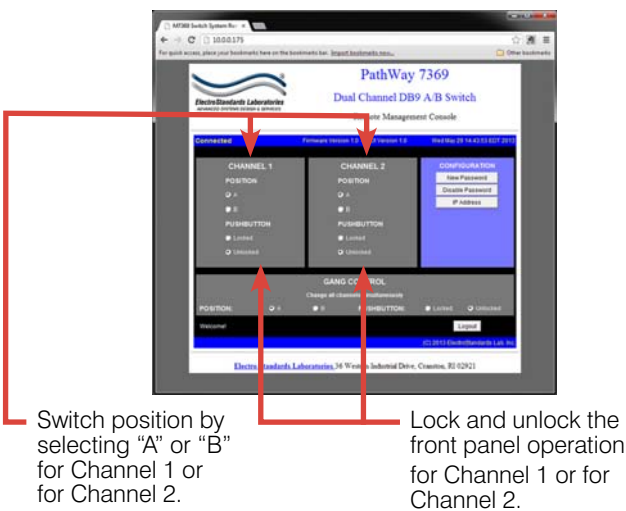 MT369 Switch System Re
10.0.0.175
For quick access, place your bookmarks here on the bookmarks bar. Import bookmarks now...
Other bookmarks
ElectroStandards Laboratories
ADVANCED SYSTEMS DESIGN & SERVICES
PathWay 7369
Dual Channel DB9 A/B Switch
Remote Management Console
Connected
Firmware Version 1.0
Version 1.0
Wed May 29 14:43:53 EDT 2013
CHANNEL 1
POSITION
A
B
PUSHBUTTON
Locked
Unlocked
CHANNEL 2
POSITION
A
B
PUSHBUTTON
Locked
Unlocked
CONFIGURATION
New Password
Disable Password
IP Address
GANG CONTROL
Change all channels simultaneously
POSITION: A B PUSHBUTTON: Locked Unlocked
Welcome!
Logout
(C) 2013 ElectroStandards Lab. Inc.
Electro Standards Laboratories, 36 Western Industrial Drive, Cranston, RI 02921
Switch position by
selecting “A” or “B”
for Channel 1 or
for Channel 2.
Lock and unlock the
front panel operation
for Channel 1 or for
Channel 2.